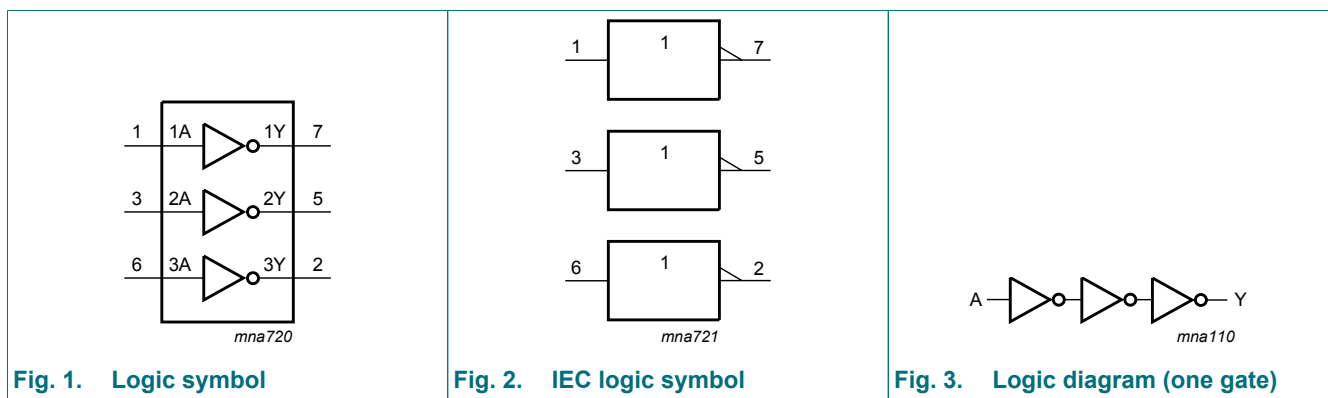 1 1A 1Y 7
3 2A 2Y 5
6 3A 3Y 2
mna720
Fig. 1. Logic symbol
1 1 7
3 1 5
6 1 2
mna721
Fig. 2. IEC logic symbol
A Y
mna110
Fig. 3. Logic diagram (one gate)